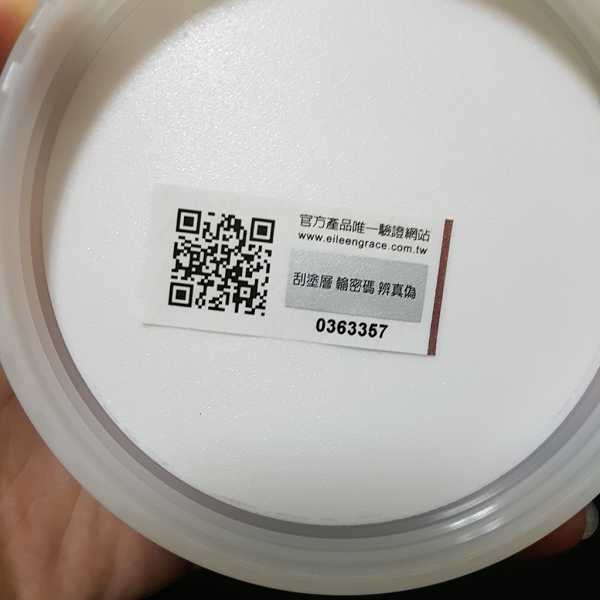 官方產品唯一驗證網站
www.eileengrace.com.tw
刮塗層 輸密碼 辨真偽
0363357